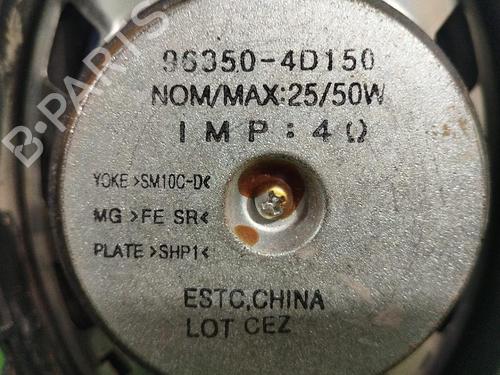 96350-4D150
NOM/MAX:25/50W
IMP:4Ω
YOKE >SM10C-D<
MG >FE SR<
PLATE >SHP1<
ESTC,CHINA
LOT CEZ
B-PARTS